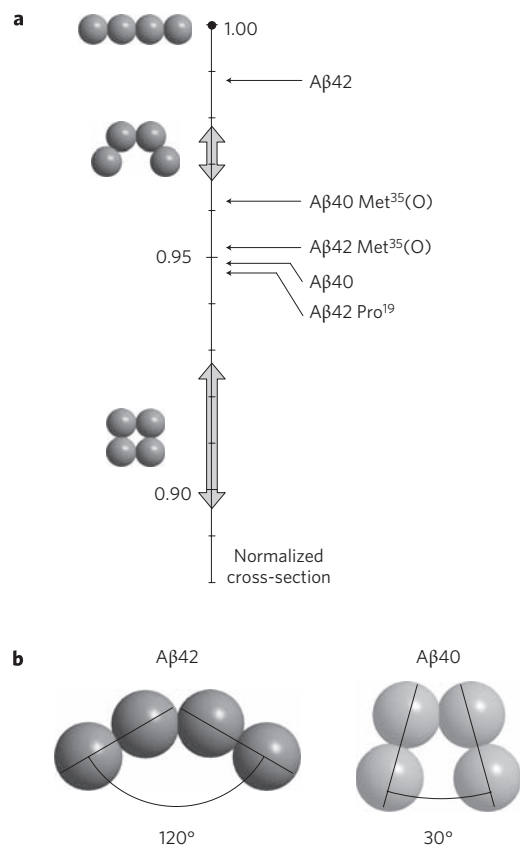 a
1.00
Aβ42
Aβ40 Met³⁵(O)
Aβ42 Met³⁵(O)
0.95
Aβ40
Aβ42 Pro¹⁹
0.90
Normalized
cross-section
b
Aβ42
Aβ40
120°
30°